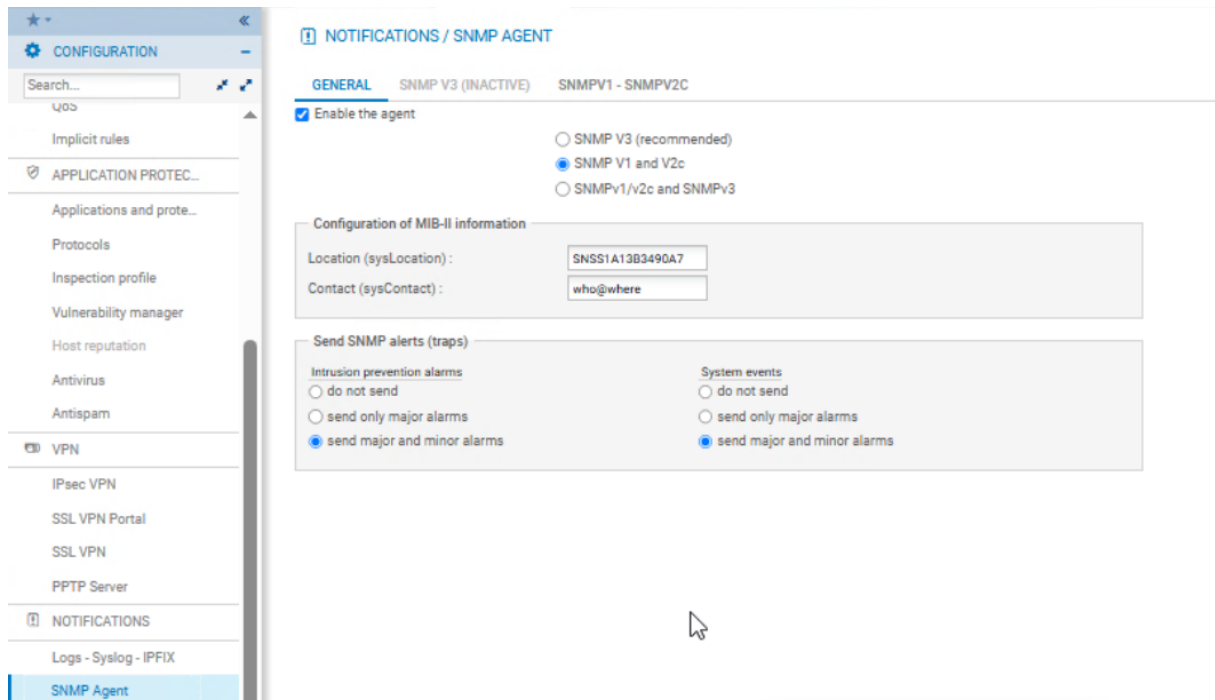 CONFIGURATION
Search...
QoS
Implicit rules
APPLICATION PROTEC...
Applications and prote...
Protocols
Inspection profile
Vulnerability manager
Host reputation
Antivirus
Antispam
VPN
IPsec VPN
SSL VPN Portal
SSL VPN
PPTP Server
NOTIFICATIONS
Logs - Syslog - IPFIX
SNMP Agent
NOTIFICATIONS / SNMP AGENT
GENERAL SNMP V3 (INACTIVE) SNMPV1 - SNMPV2C
Enable the agent
SNMP V3 (recommended)
SNMP V1 and V2c
SNMPv1/v2c and SNMPv3
Configuration of MIB-II information
Location (sysLocation) : SNSS1A13B3490A7
Contact (sysContact) : who@where
Send SNMP alerts (traps)
Intrusion prevention alarms System events
do not send do not send
send only major alarms send only major alarms
send major and minor alarms send major and minor alarms